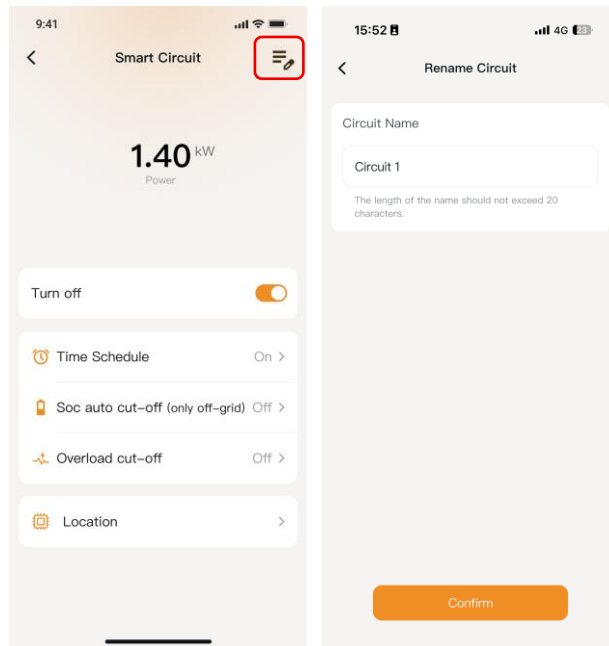 9:41
Smart Circuit
1.40 kW
Power
Turn off
Time Schedule On
Soc auto cut-off (only off-grid) Off
Overload cut-off Off
Location
15:52 4G 23
Rename Circuit
Circuit Name
Circuit 1
The length of the name should not exceed 20
characters.
Confirm